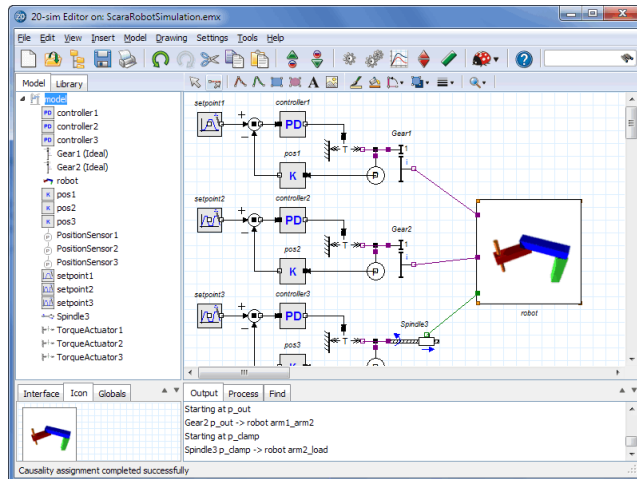 20-sim Editor on: ScaraRobotSimulation.emx
File Edit View Insert Model Drawing Settings Tools Help
Model Library
model
controller1
controller2
controller3
Gear1 (Ideal)
Gear2 (Ideal)
robot
pos1
pos2
pos3
PositionSensor1
PositionSensor2
PositionSensor3
setpoint1
setpoint2
setpoint3
Spindle3
TorqueActuator1
TorqueActuator2
TorqueActuator3
setpoint1 controller1
PD
Gear1
T 1
i
pos1
K P
setpoint2 controller2
PD
Gear2
T 1
i
pos2
K P
setpoint3 controller3
PD
Spindle3
T
pos3
K P
robot
Interface Icon Globals
Output Process Find
Starting at p_out
Gear2 p_out -> robot arm1_arm2
Starting at p_clamp
Spindle3 p_clamp -> robot arm2_load
Causality assignment completed successfully